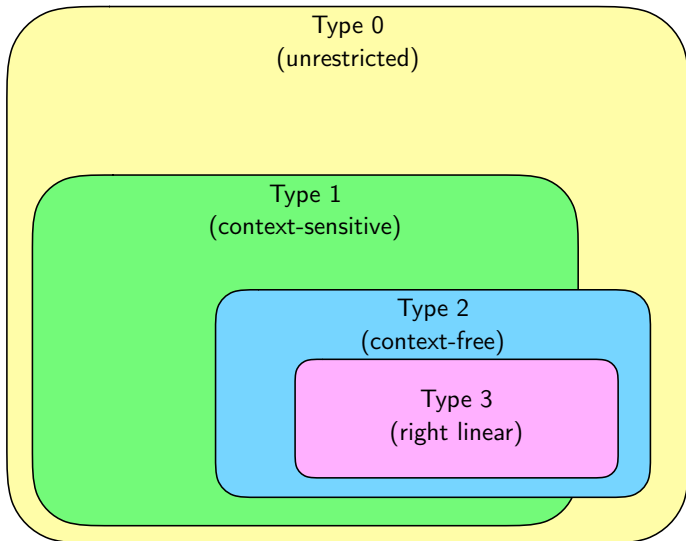 Type 0
(unrestricted)
Type 1
(context-sensitive)
Type 2
(context-free)
Type 3
(right linear)